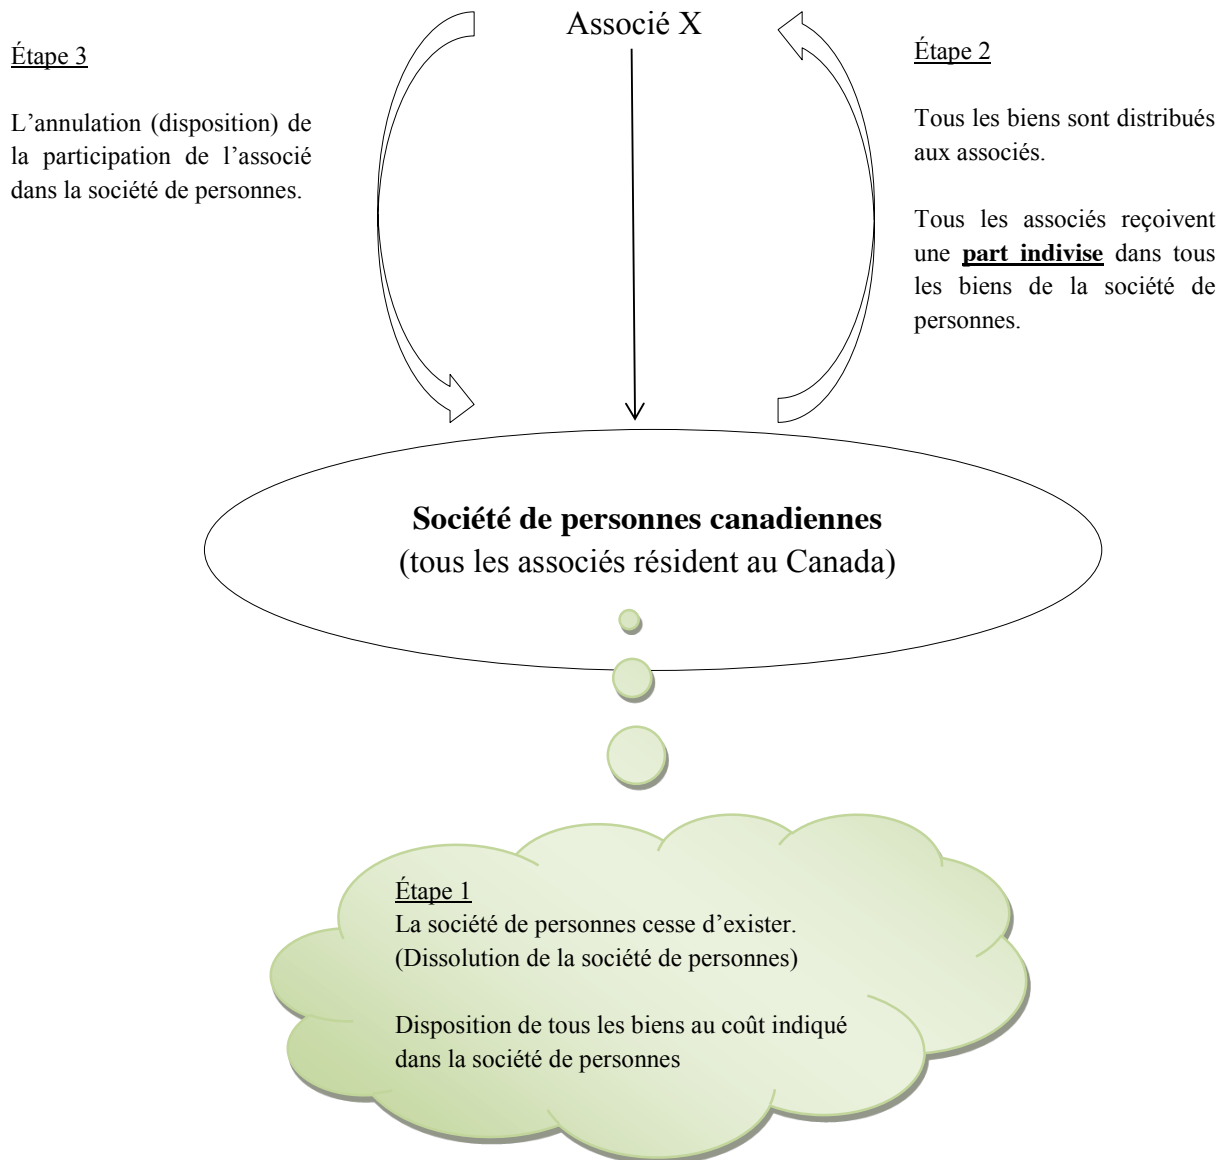 Associé X
Étape 3
L'annulation (disposition) de
la participation de l'associé
dans la société de personnes.
Étape 2
Tous les biens sont distribués
aux associés.
Tous les associés reçoivent
une part indivise dans tous
les biens de la société de
personnes.
Société de personnes canadiennes
(tous les associés résident au Canada)
Étape 1
La société de personnes cesse d'exister.
(Dissolution de la société de personnes)
Disposition de tous les biens au coût indiqué
dans la société de personnes